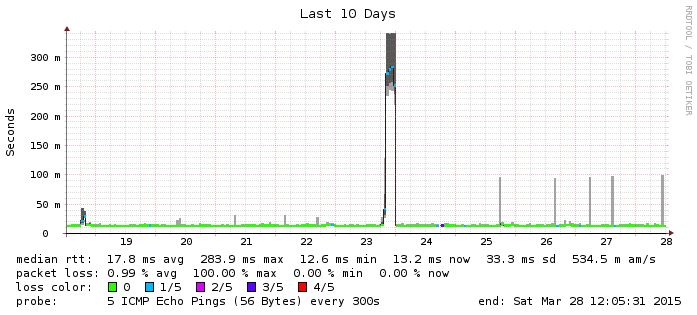 Last 10 Days
RRDTOOL / TOBI OETIKER
Seconds
300 m
250 m
200 m
150 m
100 m
50 m
0
19 20 21 22 23 24 25 26 27 28
median rtt: 17.8 ms avg 283.9 ms max 12.6 ms min 13.2 ms now 33.3 ms sd 534.5 m am/s
packet loss: 0.99 % avg 100.00 % max 0.00 % min 0.00 % now
loss color: 0 1/5 2/5 3/5 4/5
probe: 5 ICMP Echo Pings (56 Bytes) every 300s end: Sat Mar 28 12:05:31 2015